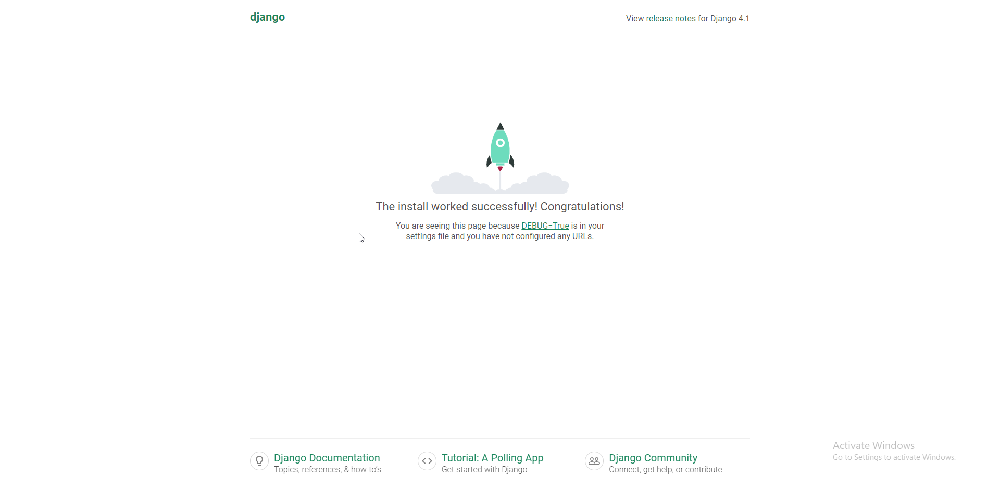 django
View release notes for Django 4.1
The install worked successfully! Congratulations!
You are seeing this page because DEBUG=True is in your
settings file and you have not configured any URLs.
Django Documentation
Topics, references, & how-to’s
Tutorial: A Polling App
Get started with Django
Django Community
Connect, get help, or contribute
Activate Windows
Go to Settings to activate Windows.